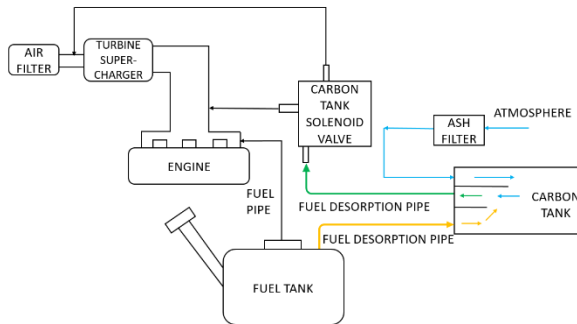 AIR
FILTER
TURBINE
SUPER-
CHARGER
CARBON
TANK
SOLENOID
VALVE
ASH
FILTER
ATMOSPHERE
ENGINE
FUEL
PIPE
FUEL DESORPTION PIPE
CARBON
TANK
FUEL DESORPTION PIPE
FUEL TANK